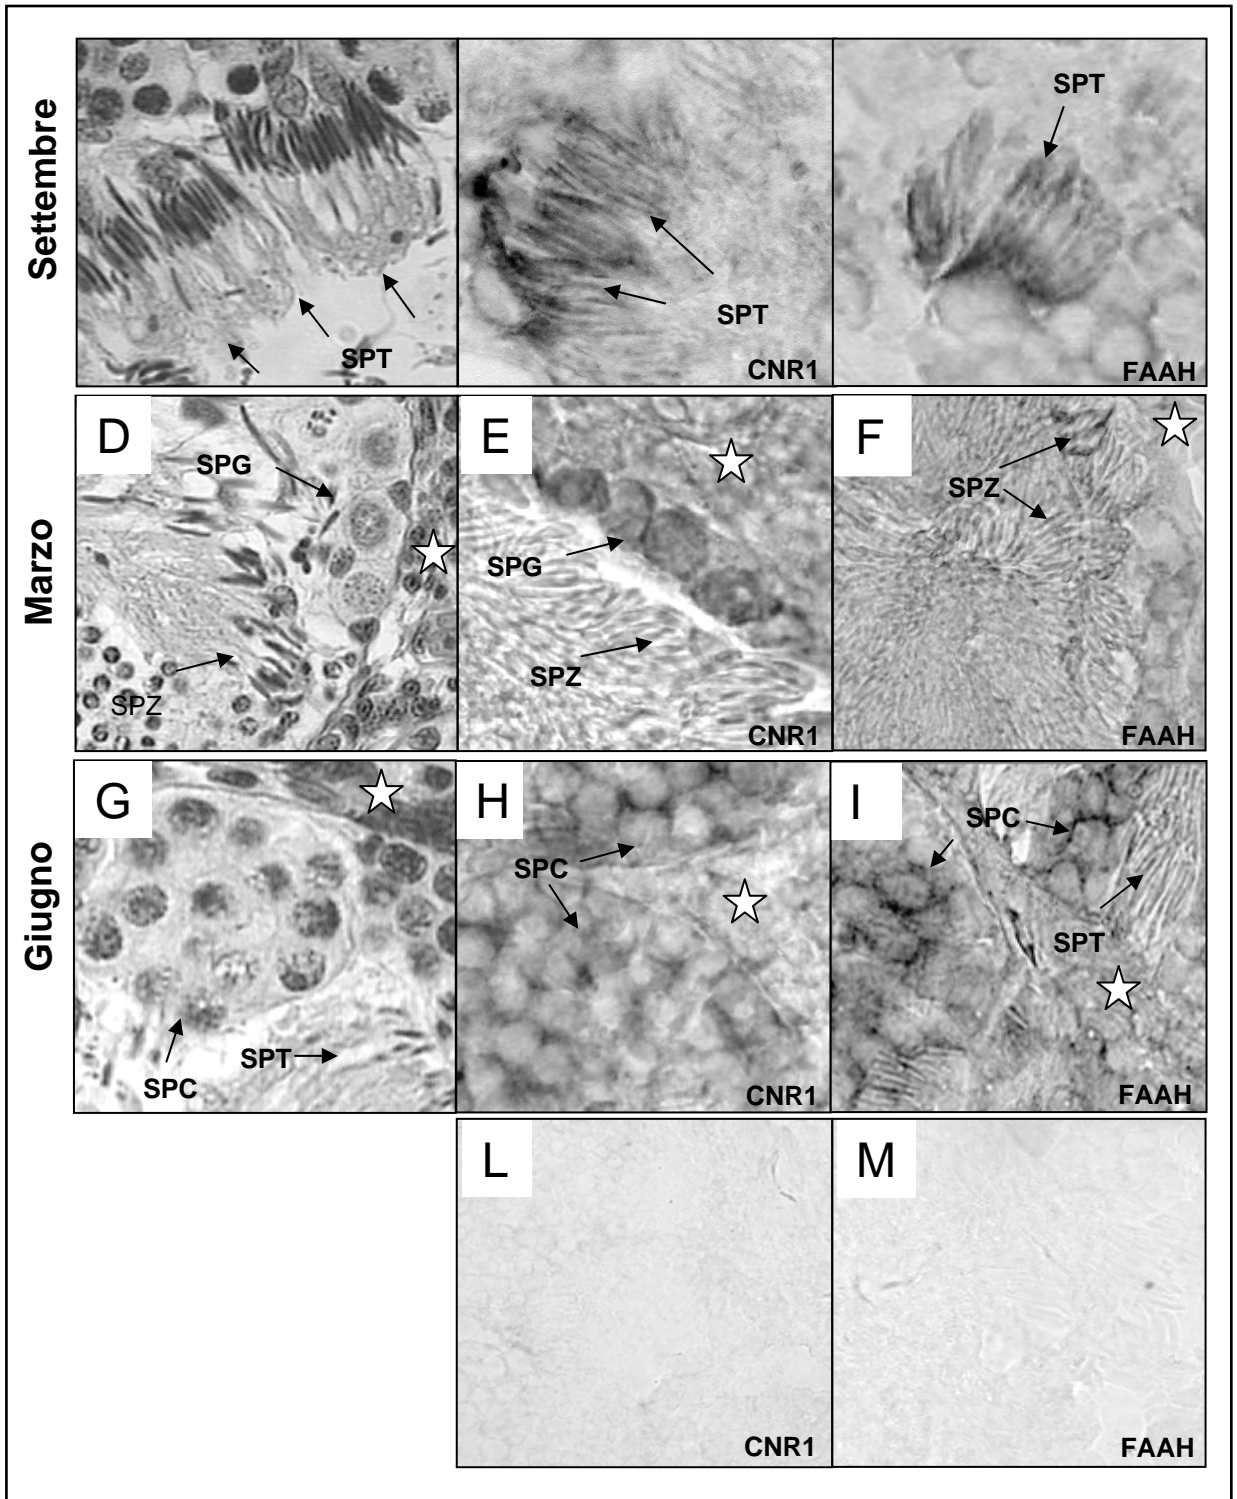 Settembre
SPT
SPT
CNR1
SPT
FAAH
Marzo
D
SPG
SPZ
E
SPG
SPZ
CNR1
F
SPZ
FAAH
Giugno
G
SPC
SPT
H
SPC
CNR1
I
SPC
SPT
FAAH
L
CNR1
M
FAAH